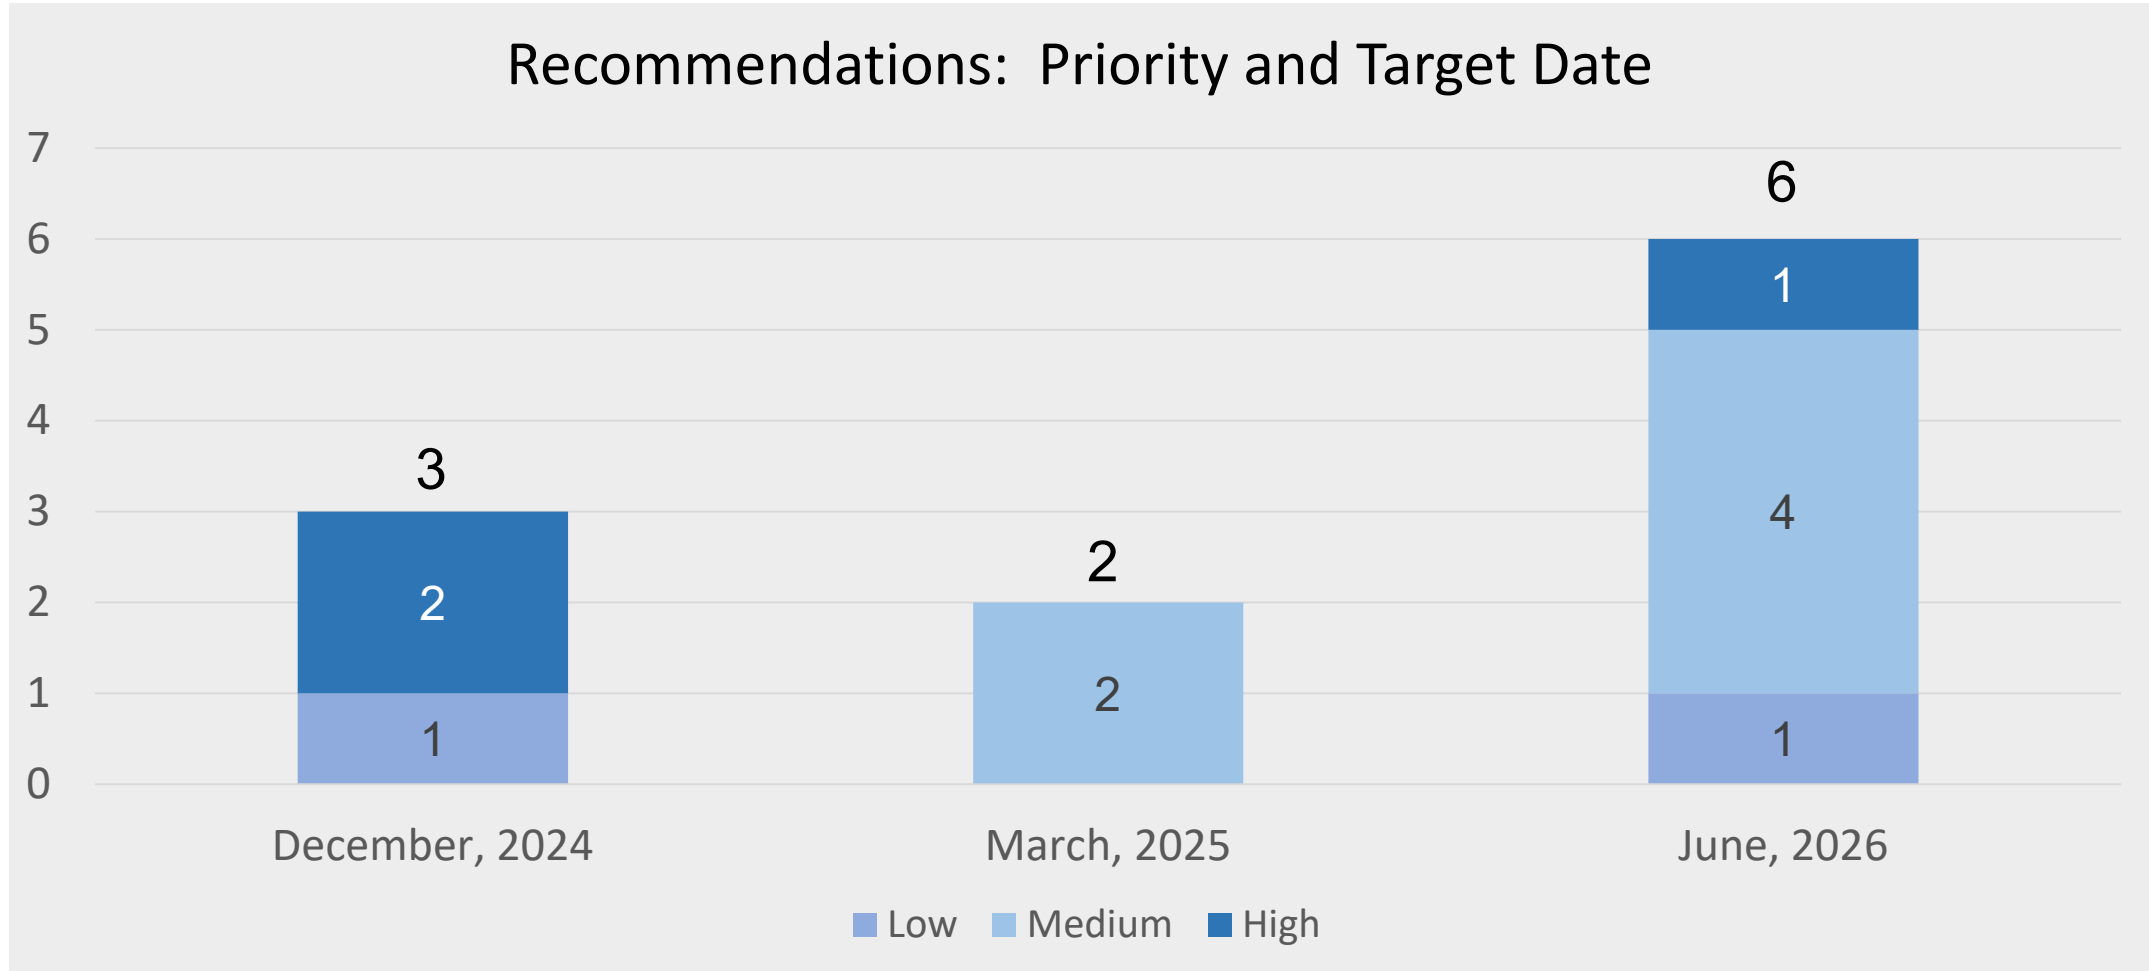 Recommendations:  Priority and Target Date
7
6
5
4
3
2
1
0
3
2
1
2
2
6
1
4
1
December, 2024
March, 2025
June, 2026
Low
Medium
High